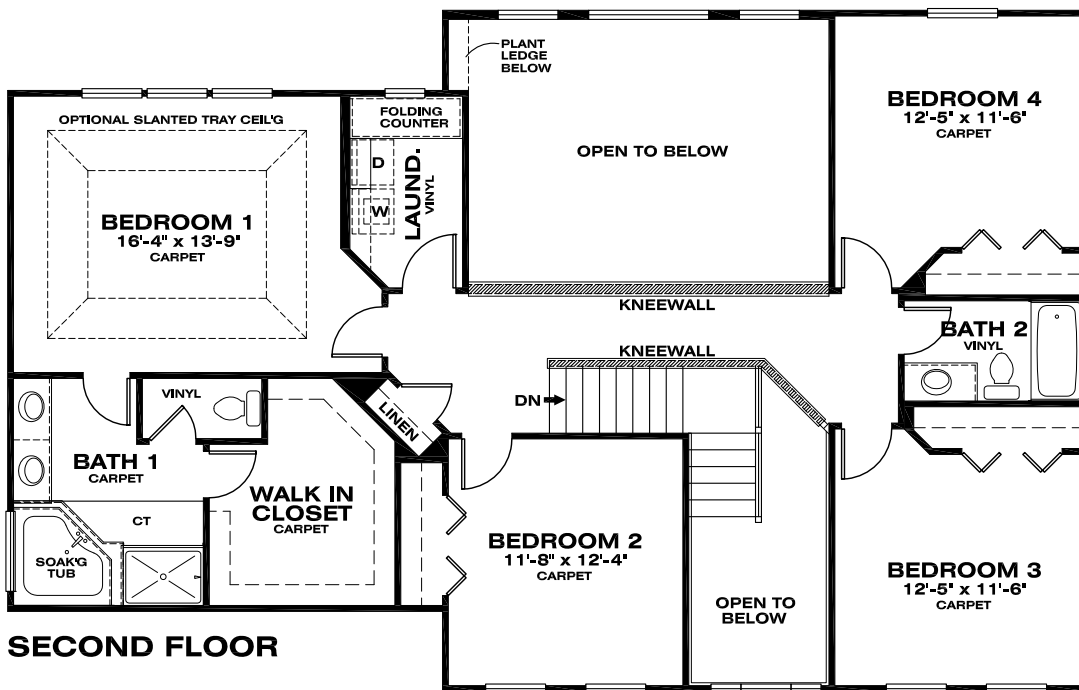 PLANT
LEDGE
BELOW
OPTIONAL SLANTED TRAY CEIL'G
BEDROOM 1
16'-4" x 13'-9"
CARPET
FOLDING
COUNTER
D
W
LAUND.
VINYL
OPEN TO BELOW
BEDROOM 4
12'-5" x 11'-6"
CARPET
KNEEWALL
KNEEWALL
BATH 2
VINYL
DN
LINEN
VINYL
BATH 1
CARPET
CT
SOAK'G
TUB
WALK IN
CLOSET
CARPET
BEDROOM 2
11'-8" x 12'-4"
CARPET
OPEN TO
BELOW
BEDROOM 3
12'-5" x 11'-6"
CARPET
SECOND FLOOR